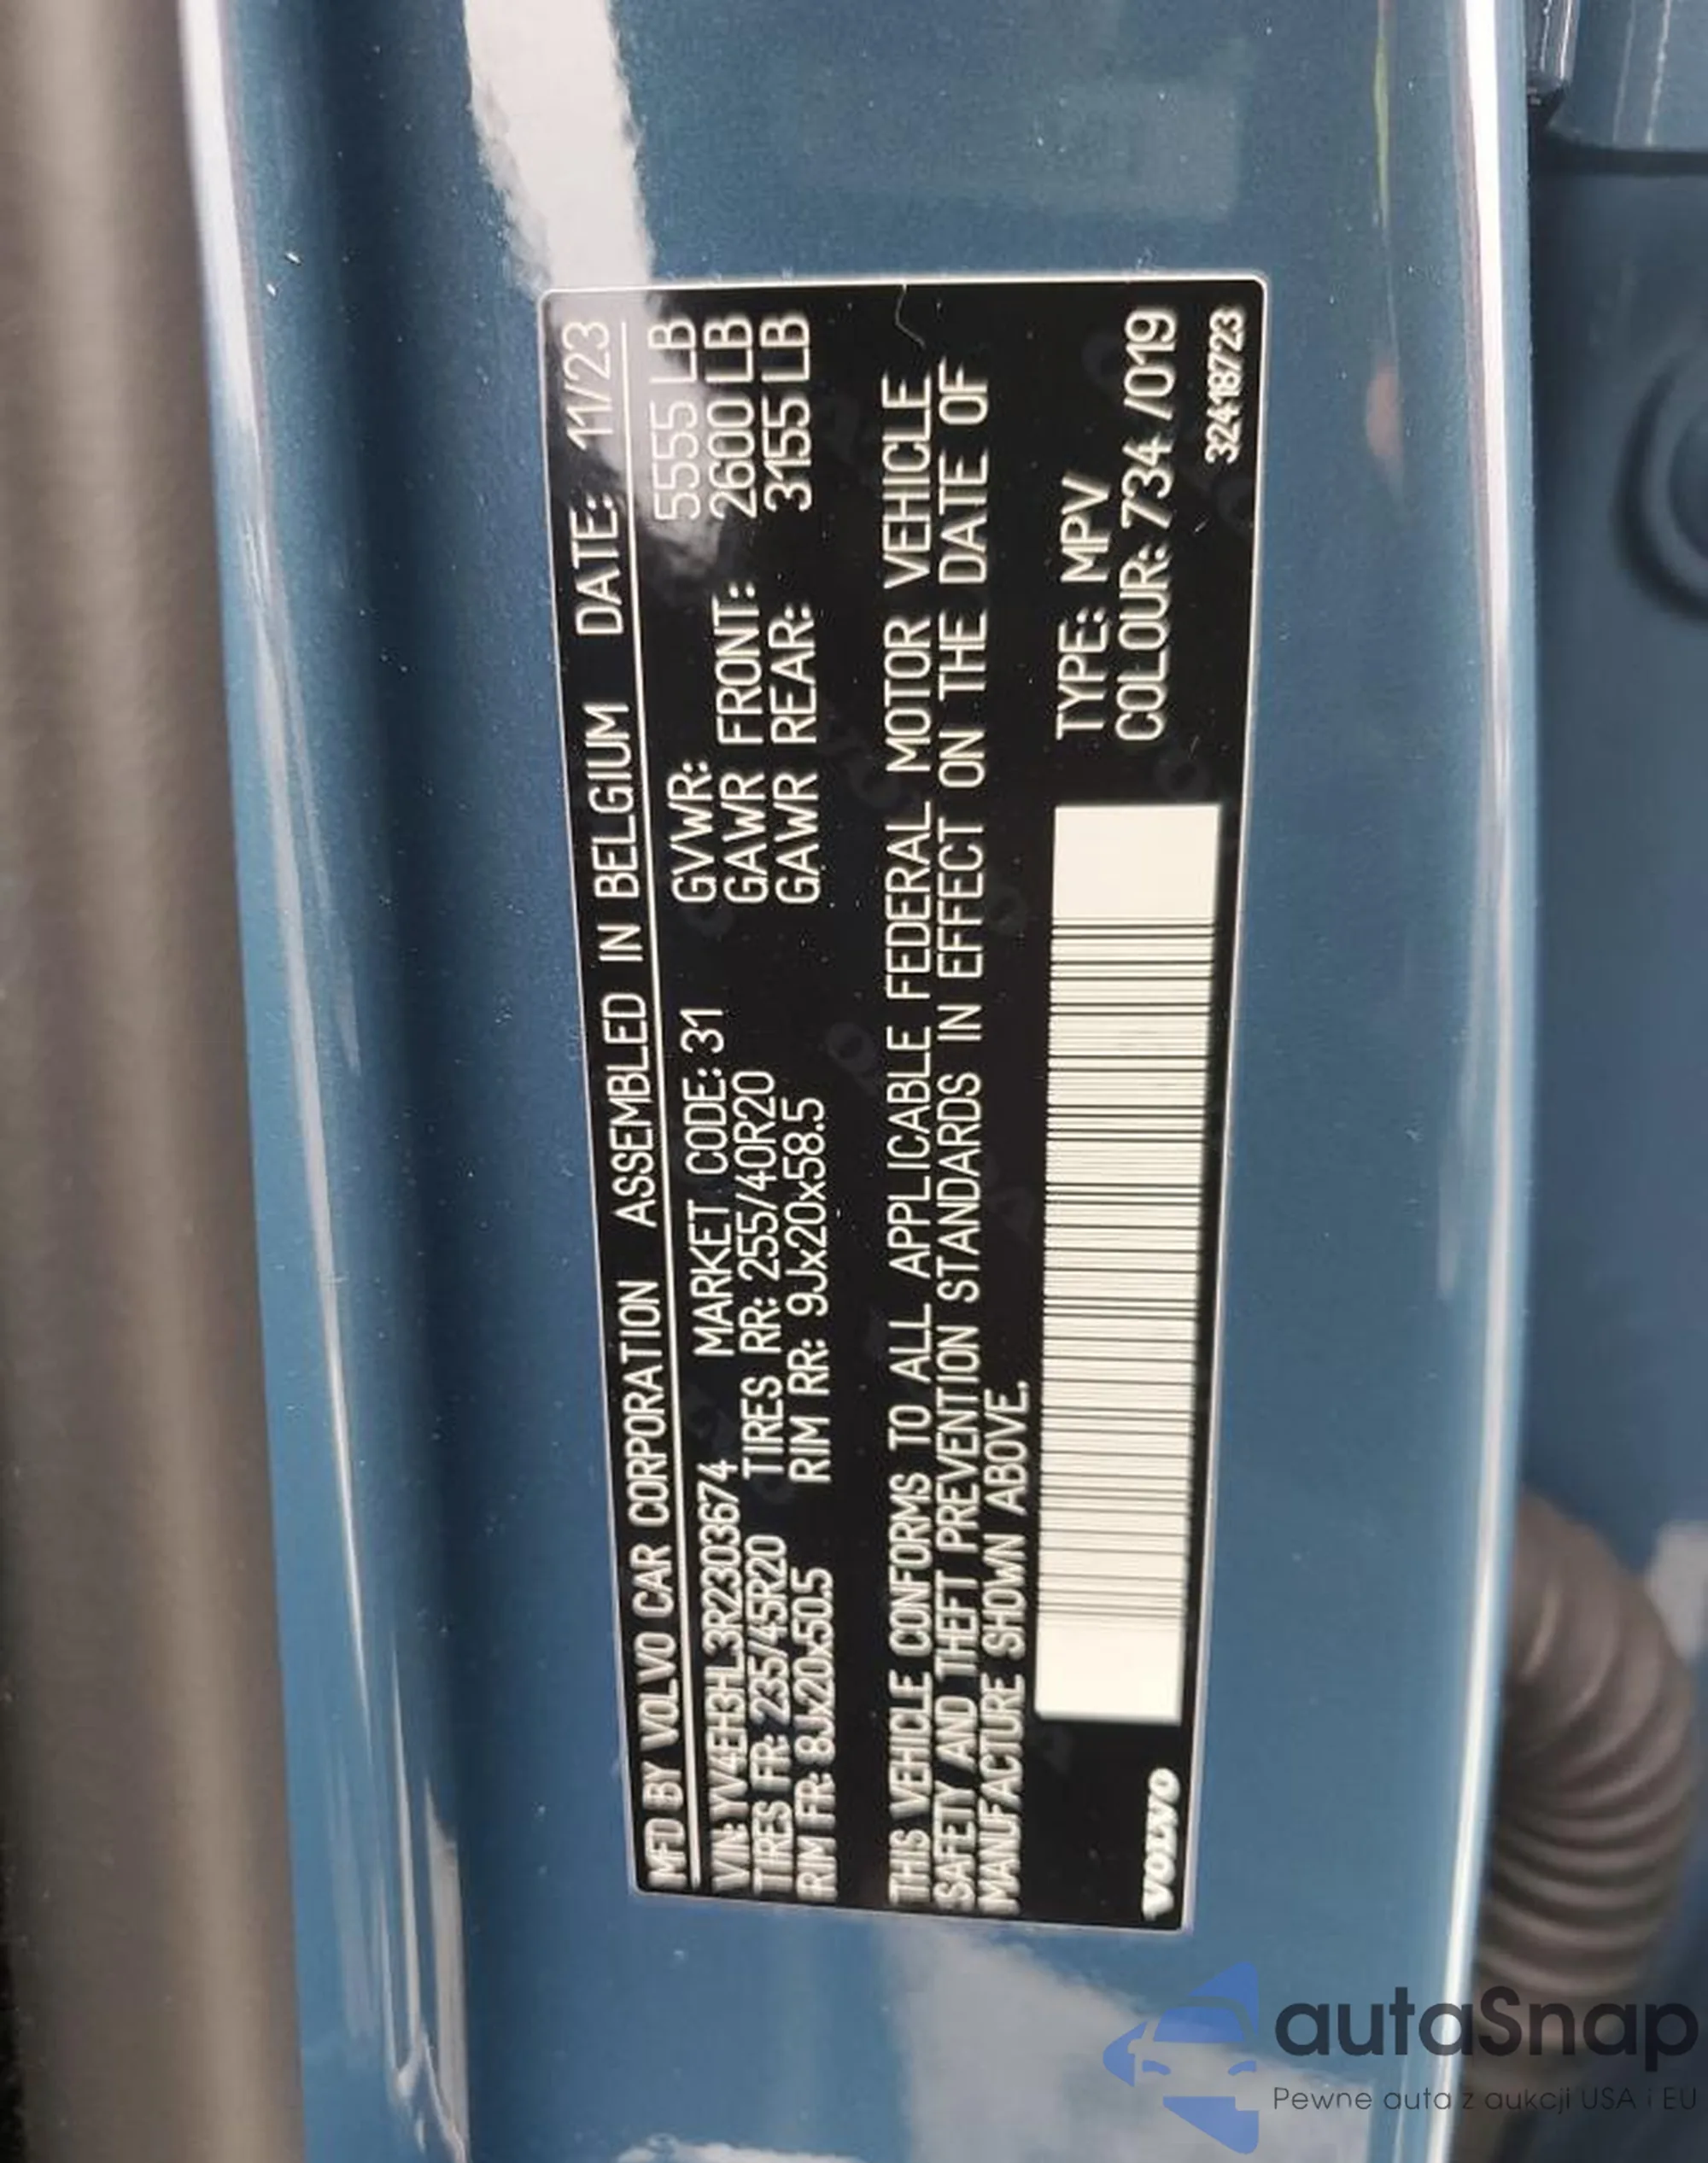 MFD BY VOLVO CAR CORPORATION ASSEMBLED IN BELGIUM DATE: 11/23
VIN: YV4EH3HL3R2303674 MARKET CODE: 31 GVWR: 5555 LB
TIRES FR: 235/45R20 TIRES RR: 255/40R20 GAWR FRONT: 2600 LB
RIM FR: 8Jx20x50.5 RIM RR: 9Jx20x58.5 GAWR REAR: 3155 LB
THIS VEHICLE CONFORMS TO ALL APPLICABLE FEDERAL MOTOR VEHICLE
SAFETY AND THEFT PREVENTION STANDARDS IN EFFECT ON THE DATE OF
MANUFACTURE SHOWN ABOVE.
TYPE: MPV
COLOUR: 734 /019
VOLVO
32418723
autaSnap
Pewne auta z aukcji USA i EU